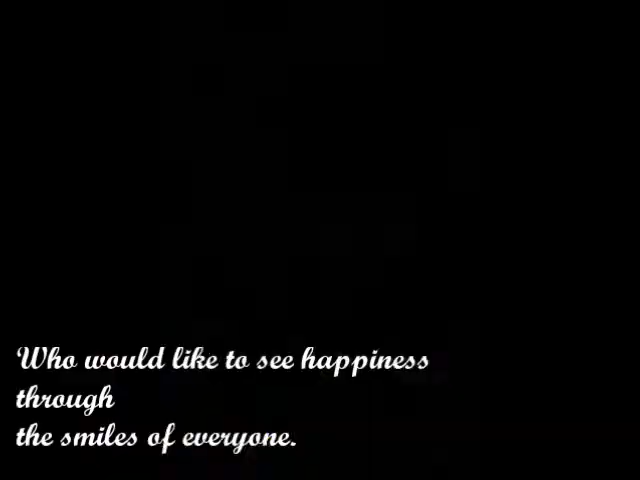 Who would like to see happiness
through
the smiles of everyone.